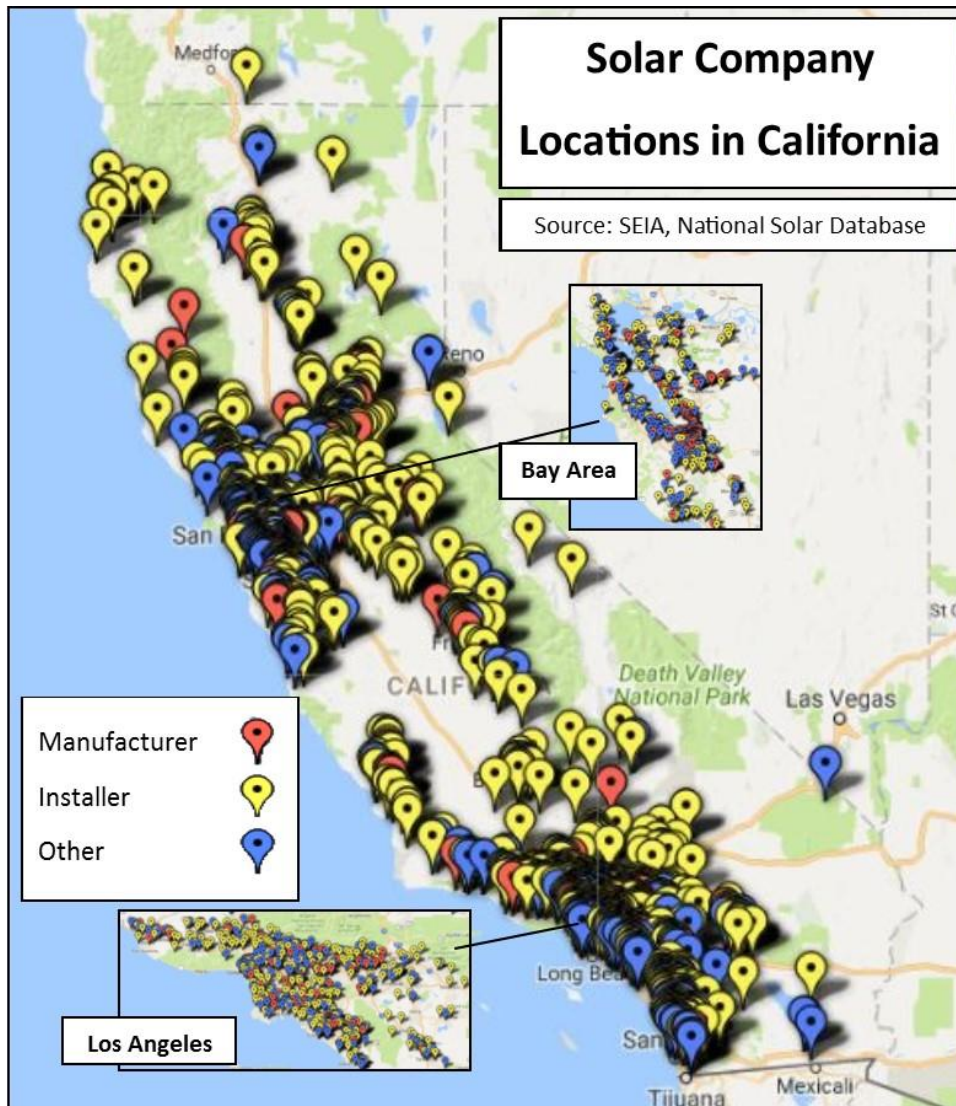 Solar Company
Locations in California
Source: SEIA, National Solar Database
Medford
Reno
Bay Area
San
CALIF
Death Valley
National Park
Las Vegas
Manufacturer
Installer
Other
Long Bea
Los Angeles
San
Mexicali
Tijuana